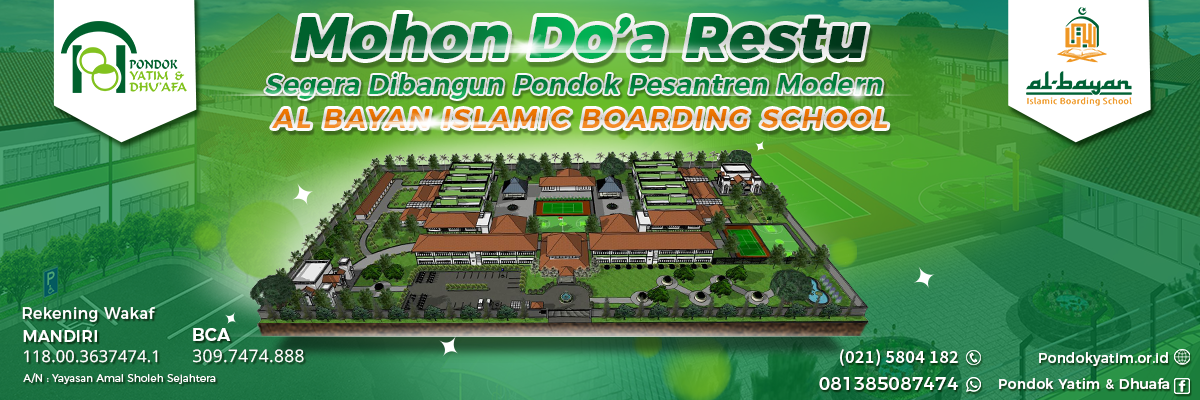 PONDOK
YATIM &
DHU'AFA
Mohon Do'a Restu
Segera Dibangun Pondok Pesantren Modern
AL BAYAN ISLAMIC BOARDING SCHOOL
al-bayan
Islamic Boarding School
Rekening Wakaf
MANDIRI
118.00.3637474.1
BCA
309.7474.888
A/N : Yayasan Amal Sholeh Sejahtera
(021) 5804 182
081385087474
Pondokyatim.or.id
Pondok Yatim & Dhuafa